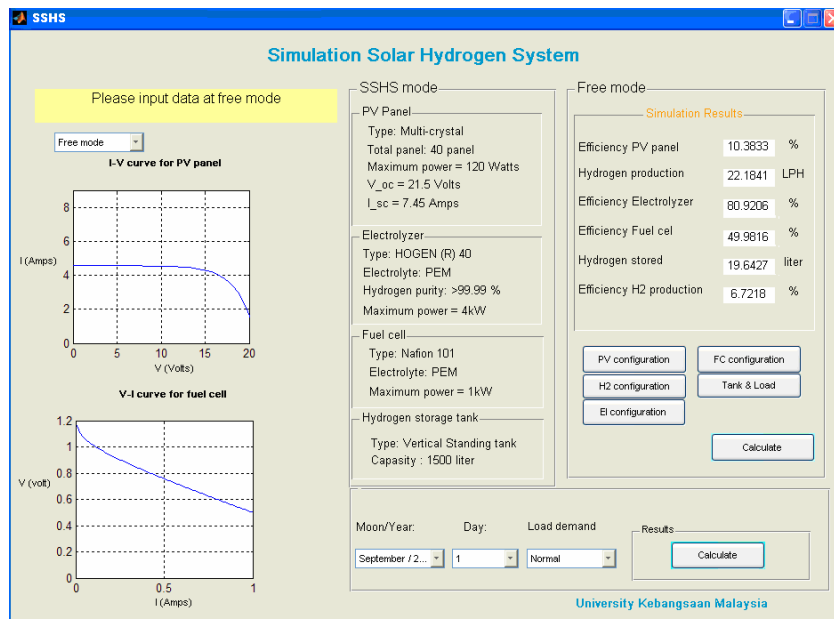 SSHS
Simulation Solar Hydrogen System
Please input data at free mode
Free mode
I-V curve for PV panel
8
6
I (Amps)
4
2
0
0 5 10 15 20
V (Volts)
V-I curve for fuel cell
1.2
1
0.8
V (volt)
0.6
0.4
0.2
0
0 0.5 1
I (Amps)
SSHS mode
PV Panel
Type: Multi-crystal
Total panel: 40 panel
Maximum power = 120 Watts
V_oc = 21.5 Volts
I_sc = 7.45 Amps
Electrolyzer
Type: HOGEN (R) 40
Electrolyte: PEM
Hydrogen purity: >99.99 %
Maximum power = 4kW
Fuel cell
Type: Nafion 101
Electrolyte: PEM
Maximum power = 1kW
Hydrogen storage tank
Type: Vertical Standing tank
Capasity : 1500 liter
Free mode
Simulation Results
Efficiency PV panel 10.3833 %
Hydrogen production 22.1841 LPH
Efficiency Electrolyzer 80.9206 %
Efficiency Fuel cel 49.9816 %
Hydrogen stored 19.6427 liter
Efficiency H2 production 6.7218 %
PV configuration FC configuration
H2 configuration Tank & Load
El configuration
Calculate
Moon/Year: Day: Load demand
September / 2... 1 Normal
Results
Calculate
University Kebangsaan Malaysia